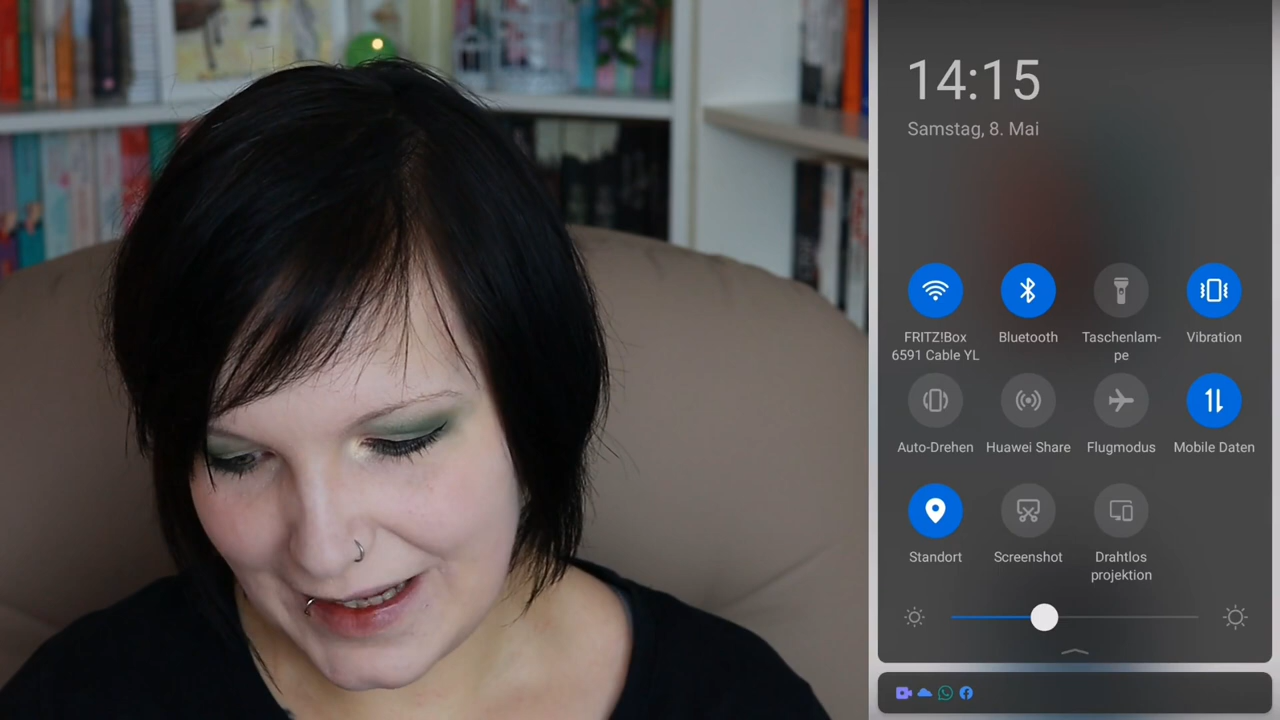 14:15
Samstag, 8. Mai
FRITZ!Box
6591 Cable YL
Bluetooth
Taschenlam-
pe
Vibration
Auto-Drehen
Huawei Share
Flugmodus
Mobile Daten
Standort
Screenshot
Drahtlos
projektion